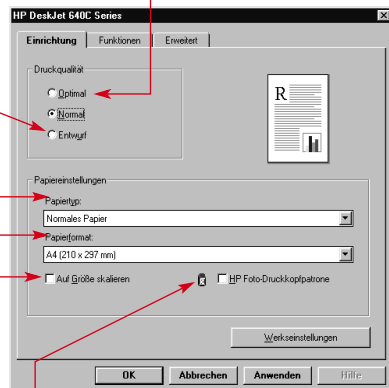 HP DeskJet 640C Series
Einrichtung Funktionen Erweitert
Druckqualität
Optimal
Normal
Entwurf
R
Papiereinstellungen
Papiertyp:
Normales Papier
Papierformat:
A4 (210 x 297 mm)
Auf Größe skalieren
HP Foto-Druckkopfpatrone
Werkseinstellungen
OK Abbrechen Anwenden Hilfe